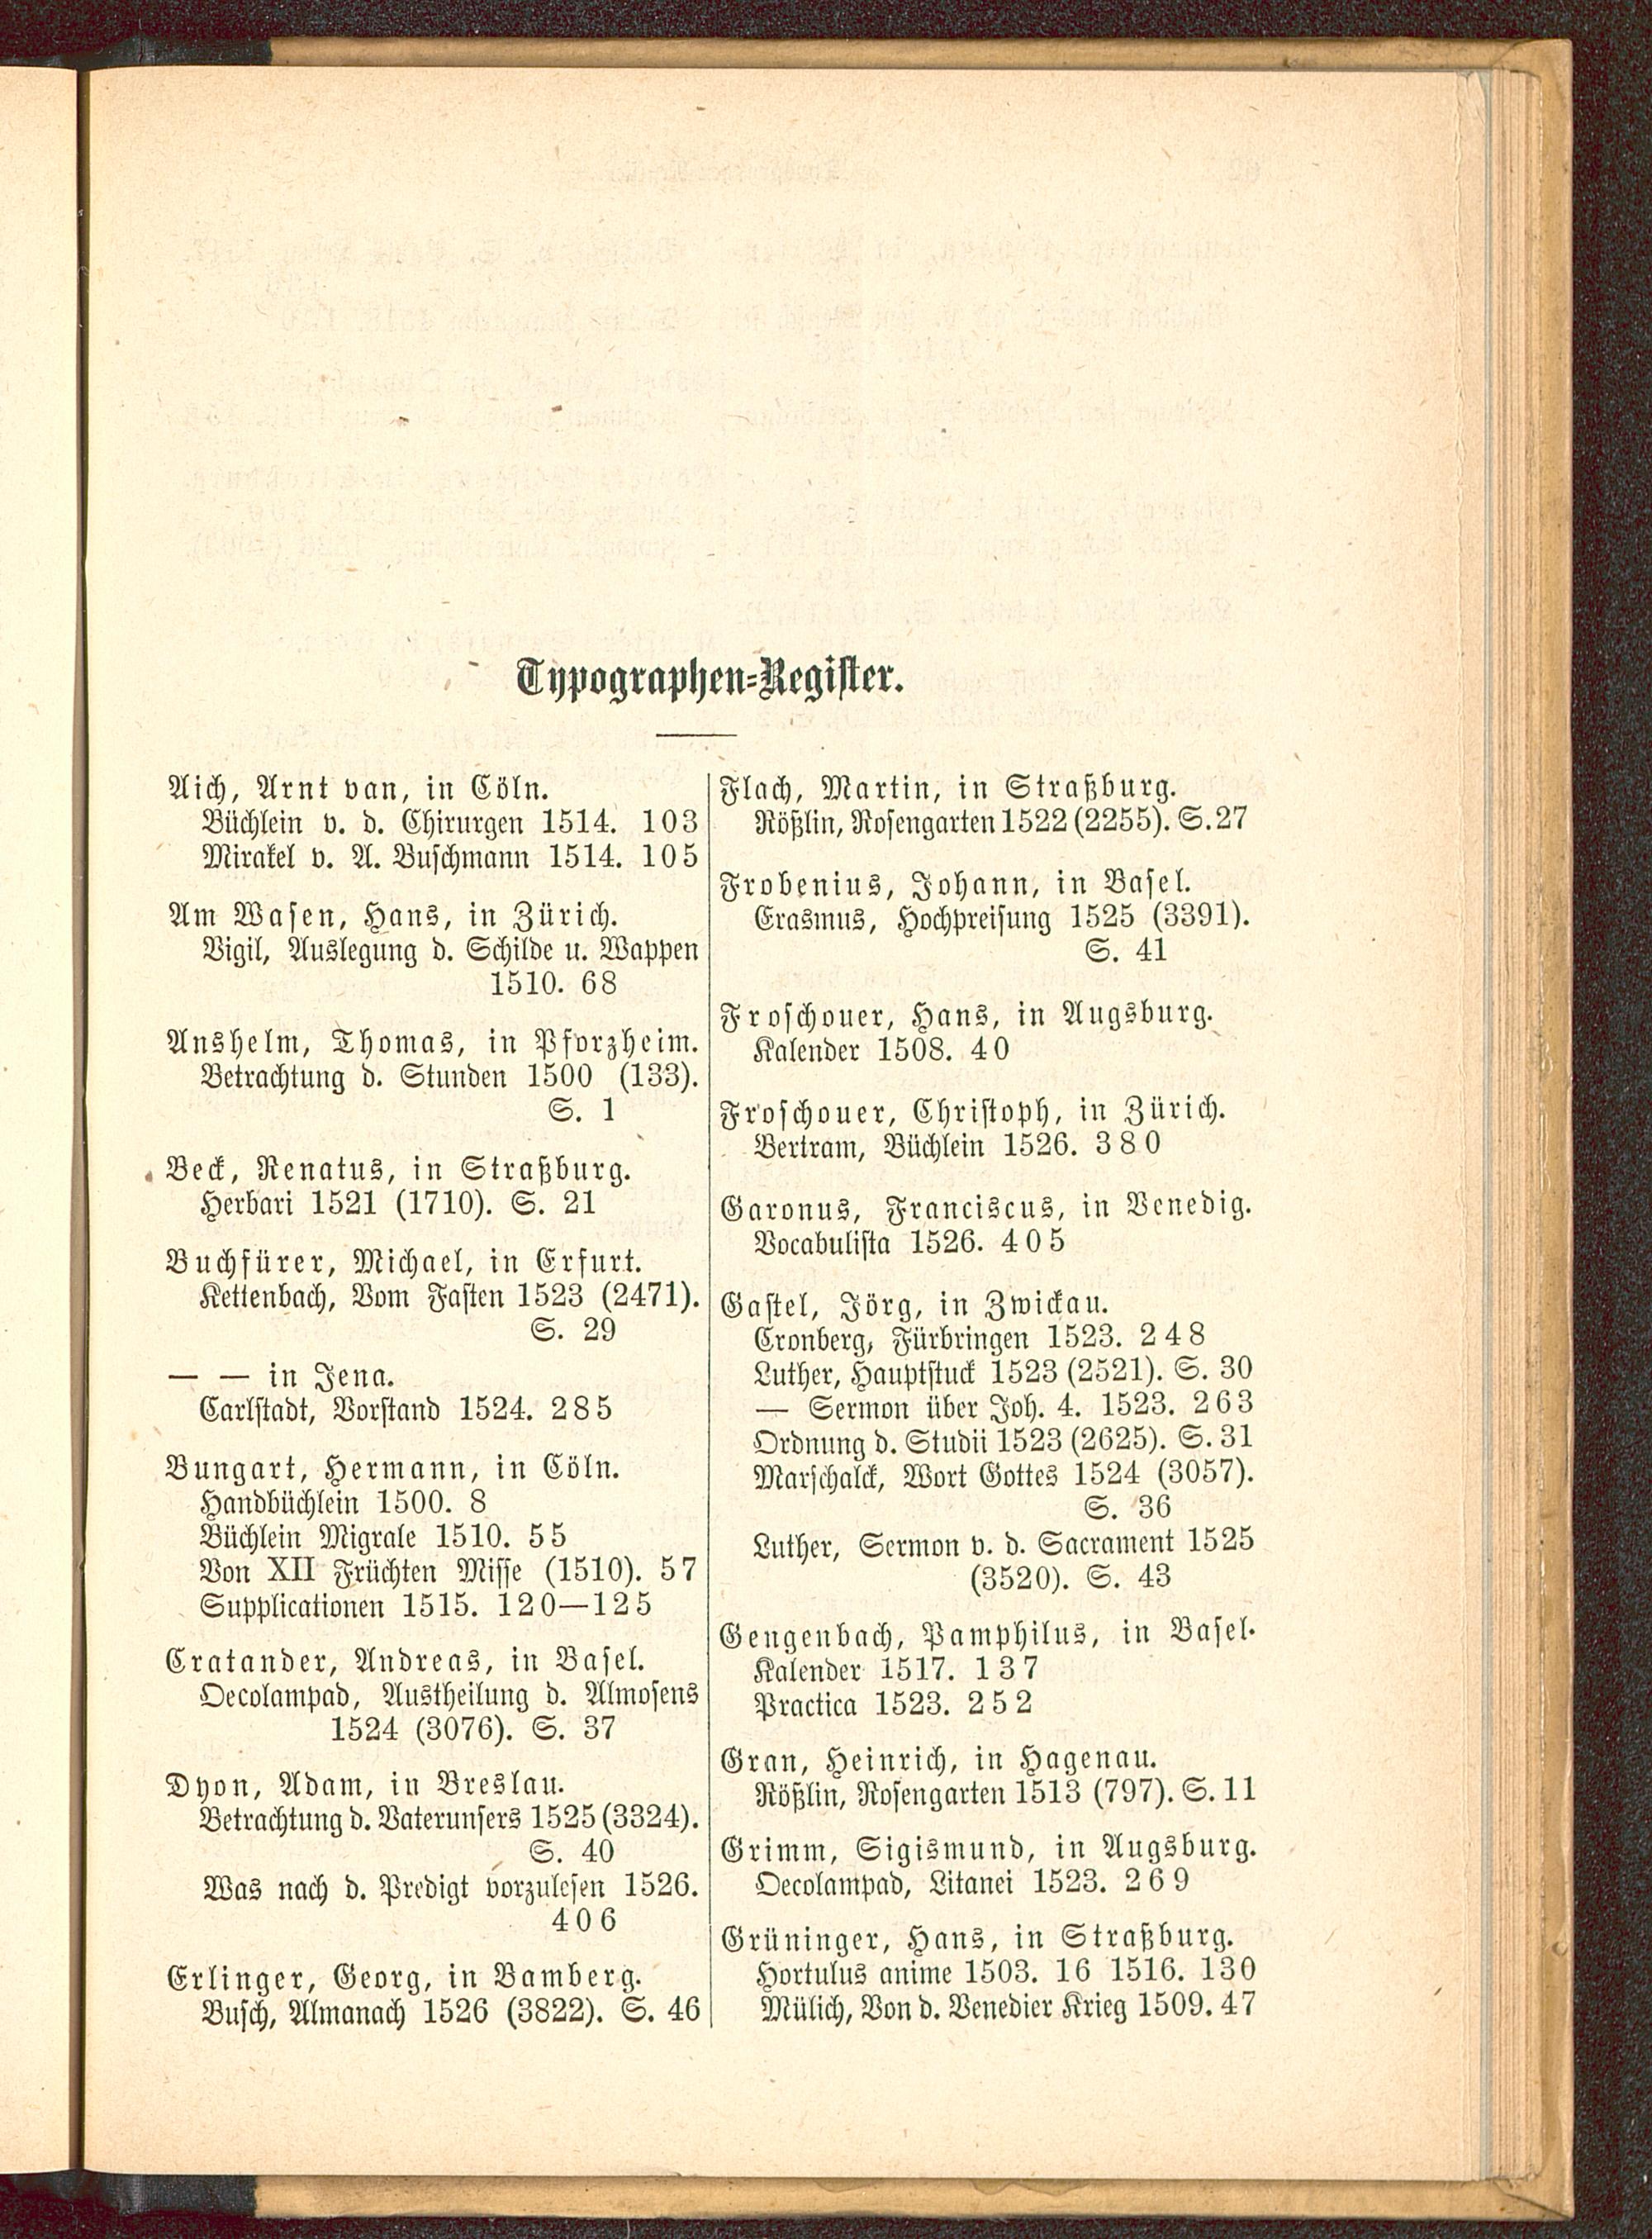 Typographen-Register.
Aich, Arnt van, in Cöln.
Büchlein v. d. Chirurgen 1514. 103
Mirakel v. A. Buschmann 1514. 105
Am Wasen, Hans, in Zürich.
Vigil, Auslegung d. Schilde u. Wappen
1510. 68
Anshelm, Thomas, in Pforzheim.
Betrachtung d. Stunden 1500 (133).
S. 1
Beck, Renatus, in Straßburg.
Herbari 1521 (1710). S. 21
Buchfürer, Michael, in Erfurt.
Kettenbach, Vom Fasten 1523 (2471).
S. 29
— — in Jena.
Carlstadt, Vorstand 1524. 285
Bungart, Hermann, in Cöln.
Handbüchlein 1500. 8
Büchlein Migrale 1510. 55
Von XII Früchten Misse (1510). 57
Supplicationen 1515. 120—125
Cratander, Andreas, in Basel.
Oecolampad, Austheilung d. Almosens
1524 (3076). S. 37
Dyon, Adam, in Breslau.
Betrachtung d. Vaterunsers 1525 (3324).
S. 40
Was nach d. Predigt vorzulesen 1526.
406
Erlinger, Georg, in Bamberg.
Busch, Almanach 1526 (3822). S. 46
Flach, Martin, in Straßburg.
Rößlin, Rosengarten 1522 (2255). S. 27
Frobenius, Johann, in Basel.
Erasmus, Hochpreisung 1525 (3391).
S. 41
Froschouer, Hans, in Augsburg.
Kalender 1508. 40
Froschouer, Christoph, in Zürich.
Bertram, Büchlein 1526. 380
Garonus, Franciscus, in Venedig.
Vocabulista 1526. 405
Gastel, Jörg, in Zwickau.
Cronberg, Fürbringen 1523. 248
Luther, Hauptstuck 1523 (2521). S. 30
— Sermon über Joh. 4. 1523. 263
Ordnung d. Studii 1523 (2625). S. 31
Marschalck, Wort Gottes 1524 (3057).
S. 36
Luther, Sermon v. d. Sacrament 1525
(3520). S. 43
Gengenbach, Pamphilus, in Basel.
Kalender 1517. 137
Practica 1523. 252
Gran, Heinrich, in Hagenau.
Rößlin, Rosengarten 1513 (797). S. 11
Grimm, Sigismund, in Augsburg.
Oecolampad, Litanei 1523. 269
Grüninger, Hans, in Straßburg.
Hortulus anime 1503. 16 1516. 130
Mülich, Von d. Venedier Krieg 1509. 47